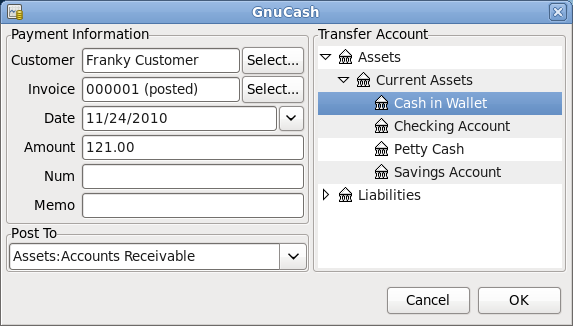 GnuCash
Payment Information
Customer Franky Customer Select...
Invoice 000001 (posted) Select...
Date 11/24/2010
Amount 121.00
Num
Memo
Post To
Assets:Accounts Receivable
Transfer Account
Assets
Current Assets
Cash in Wallet
Checking Account
Petty Cash
Savings Account
Liabilities
Cancel OK